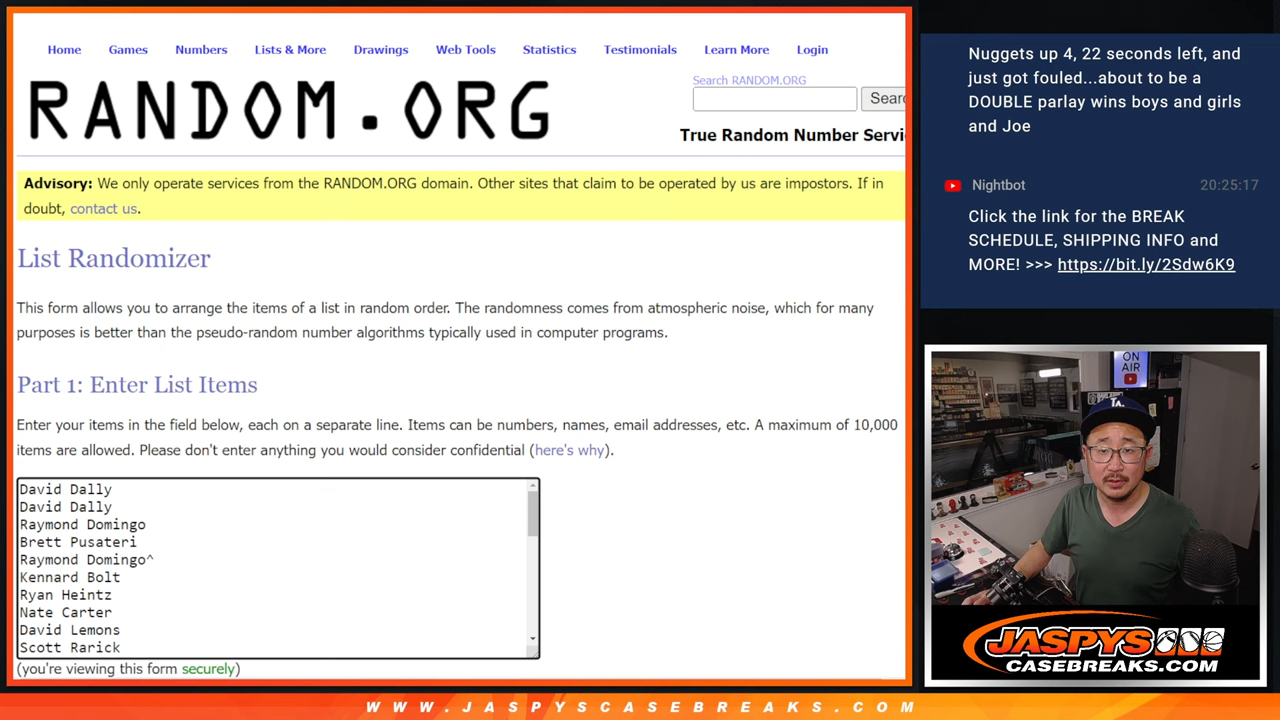 Home Games Numbers Lists & More Drawings Web Tools Statistics Testimonials Learn More Login
RANDOM.ORG
Search RANDOM.ORG
Searc
True Random Number Servi
Advisory: We only operate services from the RANDOM.ORG domain. Other sites that claim to be operated by us are impostors. If in
doubt, contact us.
List Randomizer
This form allows you to arrange the items of a list in random order. The randomness comes from atmospheric noise, which for many
purposes is better than the pseudo-random number algorithms typically used in computer programs.
Part 1: Enter List Items
Enter your items in the field below, each on a separate line. Items can be numbers, names, email addresses, etc. A maximum of 10,000
items are allowed. Please don't enter anything you would consider confidential (here's why).
David Dally
David Dally
Raymond Domingo
Brett Pusateri
Raymond Domingo^
Kennard Bolt
Ryan Heintz
Nate Carter
David Lemons
Scott Rarick
(you're viewing this form securely)
Nuggets up 4, 22 seconds left, and
just got fouled...about to be a
DOUBLE parlay wins boys and girls
and Joe
Nightbot 20:25:17
Click the link for the BREAK
SCHEDULE, SHIPPING INFO and
MORE! >>> https://bit.ly/2Sdw6K9
ON
AIR
LA
JASPYS
CASEBREAKS.COM
WWW.JASPYSCASEBREAKS.COM